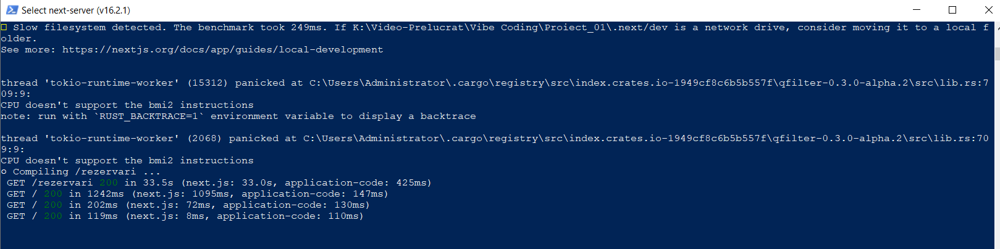 Select next-server (v16.2.1)
Slow filesystem detected. The benchmark took 249ms. If K:\Video-Prelucrat\Vibe Coding\Proiect_01\.next/dev is a network drive, consider moving it to a local f
older.
See more: https://nextjs.org/docs/app/guides/local-development
thread 'tokio-runtime-worker' (15312) panicked at C:\Users\Administrator\.cargo\registry\src\index.crates.io-1949cf8c6b5b557f\qfilter-0.3.0-alpha.2\src\lib.rs:7
09:9:
CPU doesn't support the bmi2 instructions
note: run with `RUST_BACKTRACE=1` environment variable to display a backtrace
thread 'tokio-runtime-worker' (2068) panicked at C:\Users\Administrator\.cargo\registry\src\index.crates.io-1949cf8c6b5b557f\qfilter-0.3.0-alpha.2\src\lib.rs:70
9:9:
CPU doesn't support the bmi2 instructions
○ Compiling /rezervari ...
GET /rezervari 200 in 33.5s (next.js: 33.0s, application-code: 425ms)
GET / 200 in 1242ms (next.js: 1095ms, application-code: 147ms)
GET / 200 in 202ms (next.js: 72ms, application-code: 130ms)
GET / 200 in 119ms (next.js: 8ms, application-code: 110ms)